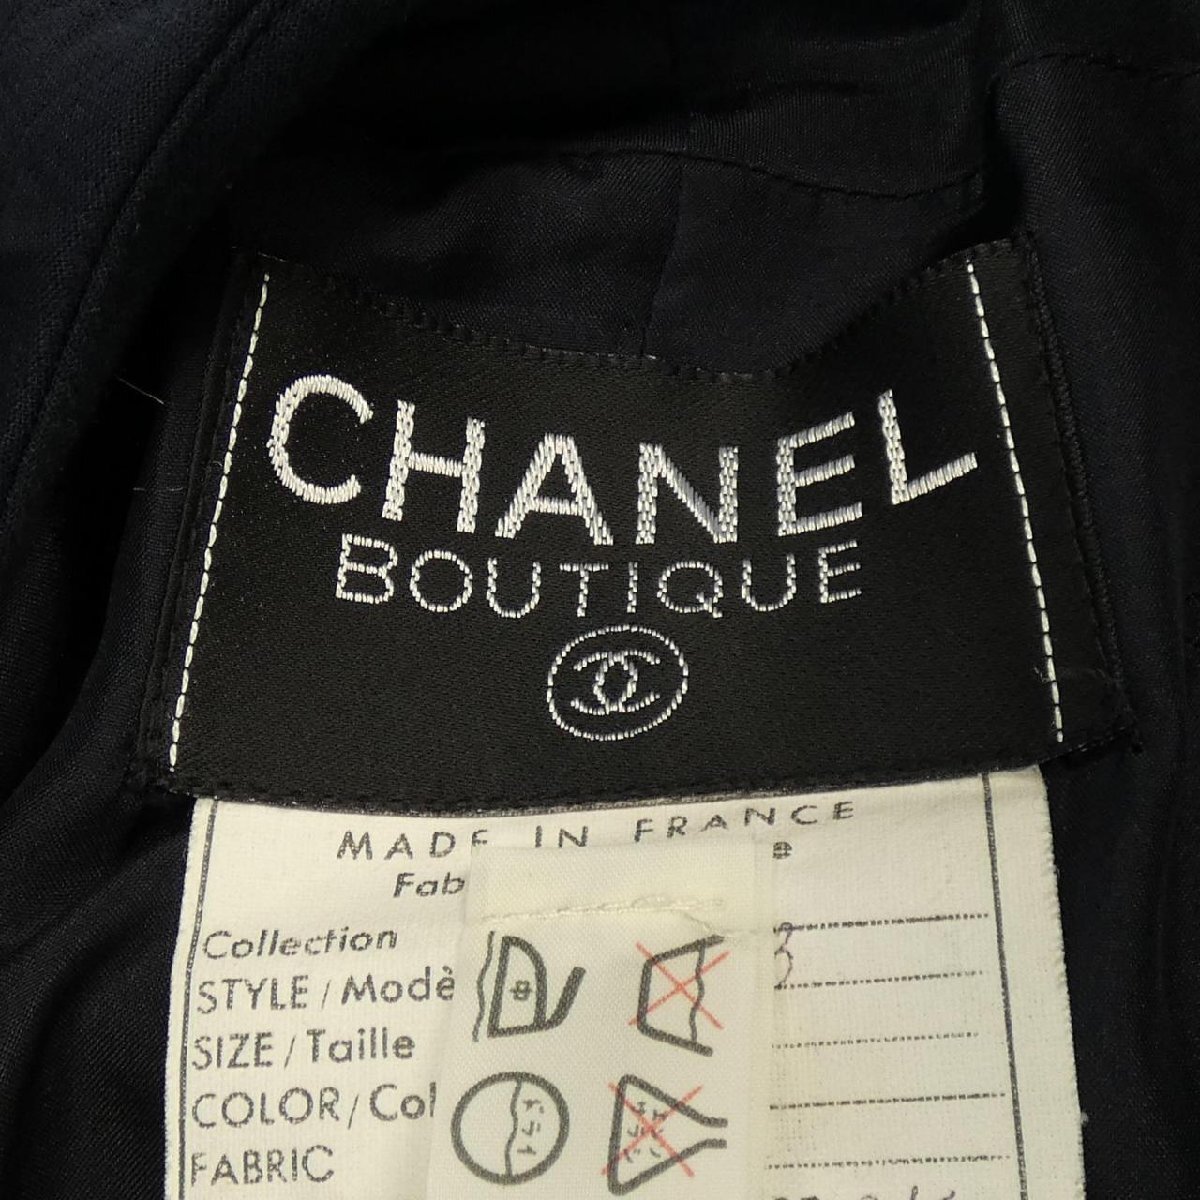 CHANEL
BOUTIQUE
MADE IN FRANCE
Fab
Collection
STYLE / Modè
SIZE / Taille
COLOR / Col
FABRIC